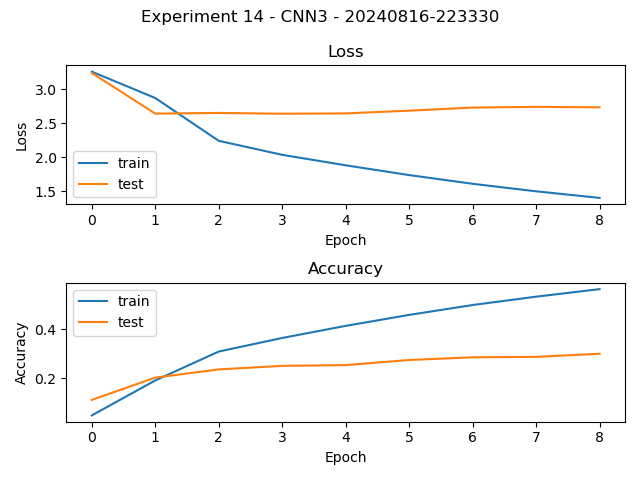 Experiment 14 - CNN3 - 20240816-223330
Loss
3.0
2.5
2.0
1.5
Loss
train
test
0 1 2 3 4 5 6 7 8
Epoch
Accuracy
0.4
0.2
Accuracy
train
test
0 1 2 3 4 5 6 7 8
Epoch